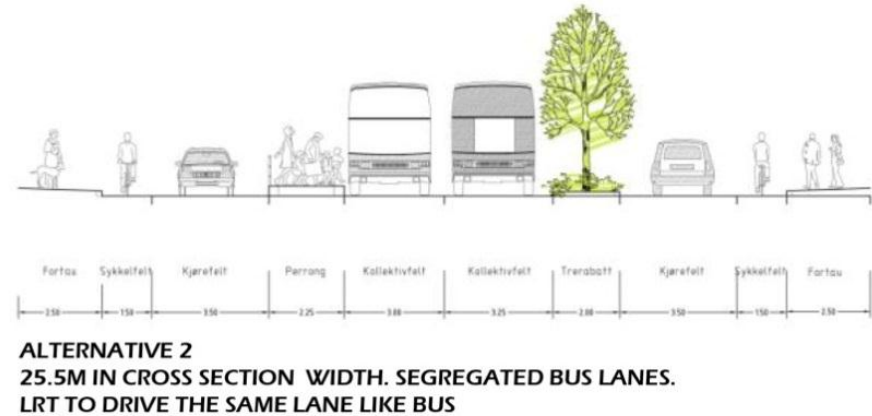 Fortau Sykkelfelt Kjørefelt Perrong Kollektivfelt Kollektivfelt Trerabatt Kjørefelt Sykkelfelt Fortau
2.50 1.50 3.50 2.25 3.00 3.25 2.00 3.50 1.50 2.50
ALTERNATIVE 2
25.5M IN CROSS SECTION WIDTH. SEGREGATED BUS LANES.
LRT TO DRIVE THE SAME LANE LIKE BUS